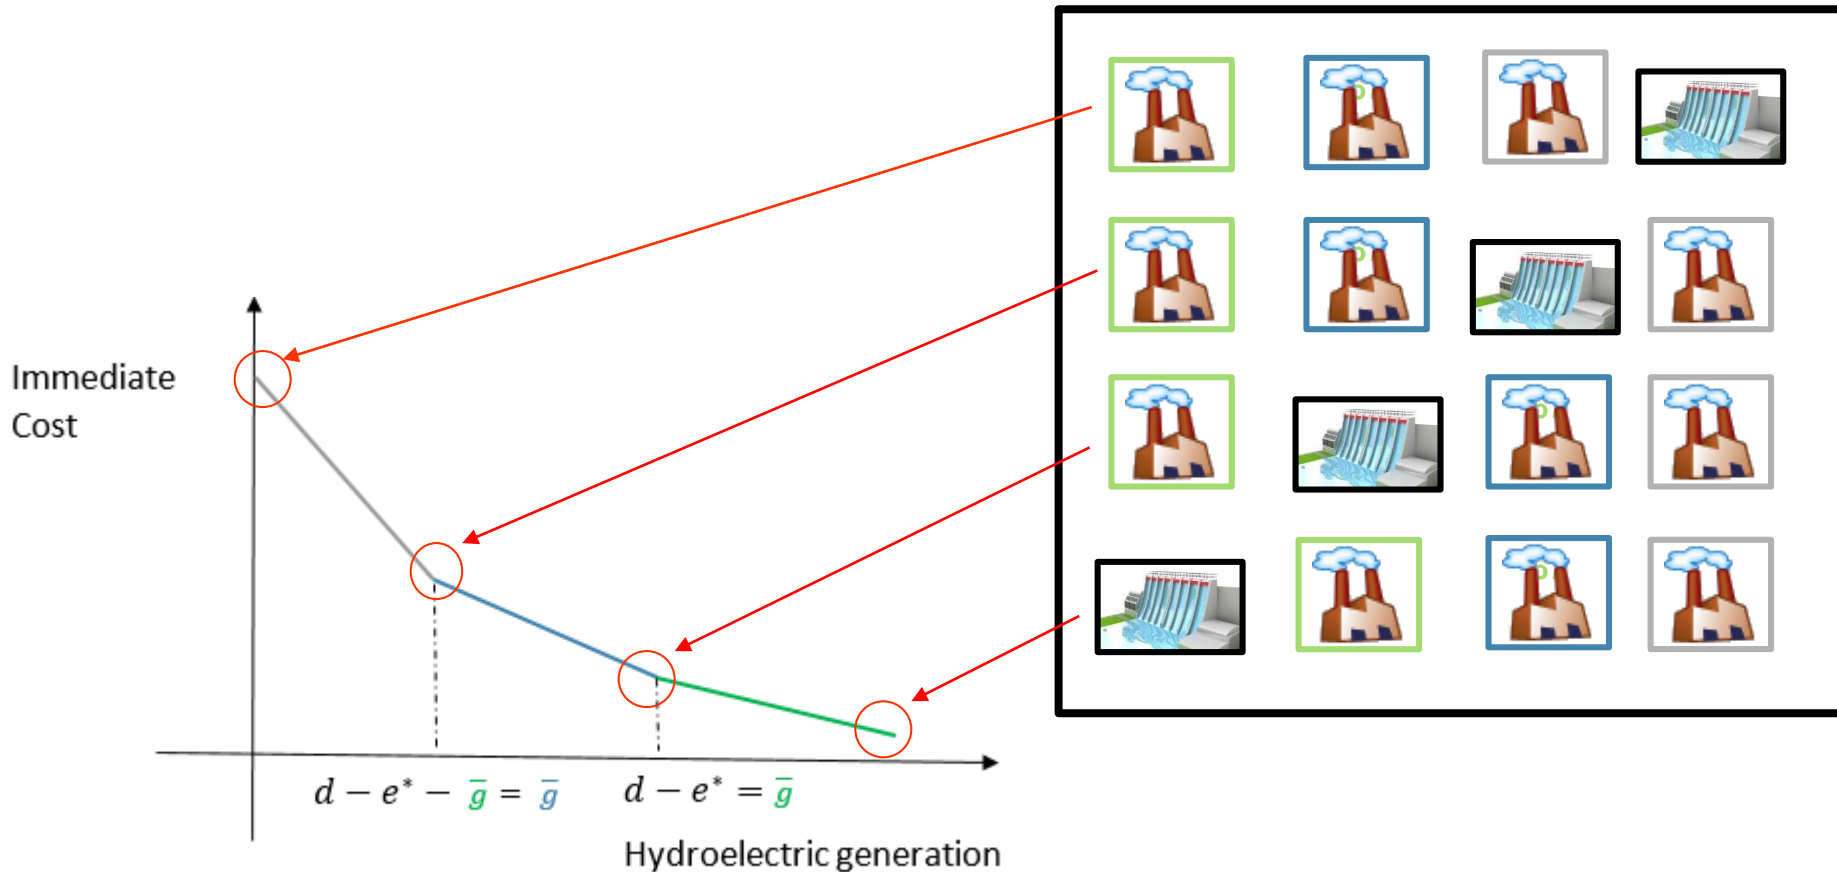 Immediate
Cost
d − e* − g̅ = g̅
d − e* = g̅
Hydroelectric generation